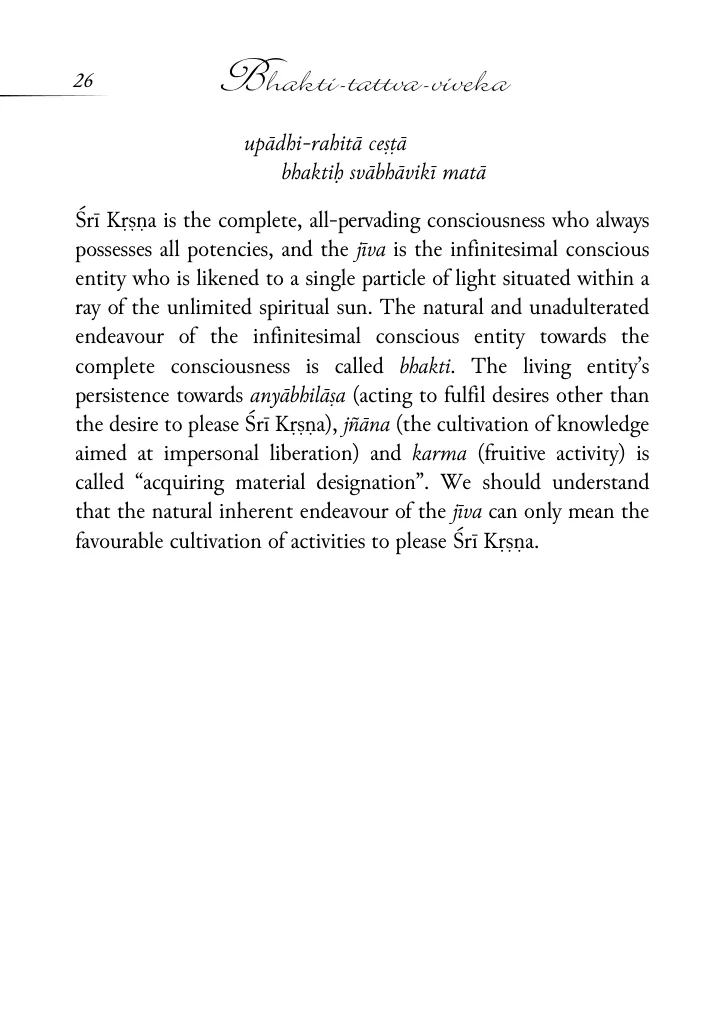 26
Bhakti-tattva-viveka
upādhi-rahitā ceṣṭā
bhaktiḥ svābhāvikī matā
Śrī Kṛṣṇa is the complete, all-pervading consciousness who always
possesses all potencies, and the jīva is the infinitesimal conscious
entity who is likened to a single particle of light situated within a
ray of the unlimited spiritual sun. The natural and unadulterated
endeavour of the infinitesimal conscious entity towards the
complete consciousness is called bhakti. The living entity’s
persistence towards anyābhilāṣa (acting to fulfil desires other than
the desire to please Śrī Kṛṣṇa), jñāna (the cultivation of knowledge
aimed at impersonal liberation) and karma (fruitive activity) is
called “acquiring material designation”. We should understand
that the natural inherent endeavour of the jīva can only mean the
favourable cultivation of activities to please Śrī Kṛṣṇa.